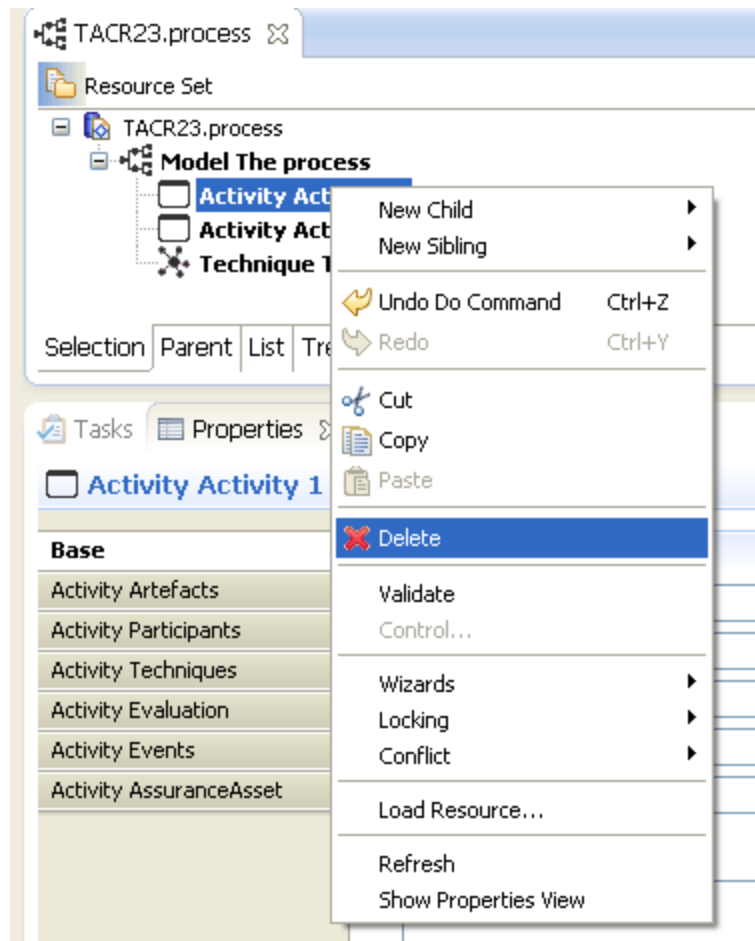 TACR23.process
Resource Set
TACR23.process
Model The process
Activity Act
Activity Act
Technique
Selection Parent List
New Child
New Sibling
Undo Do Command Ctrl+Z
Redo Ctrl+Y
Cut
Copy
Paste
Delete
Validate
Control...
Wizards
Locking
Conflict
Load Resource...
Refresh
Show Properties View
Tasks Properties
Activity Activity 1
Base
Activity Artefacts
Activity Participants
Activity Techniques
Activity Evaluation
Activity Events
Activity AssuranceAsset